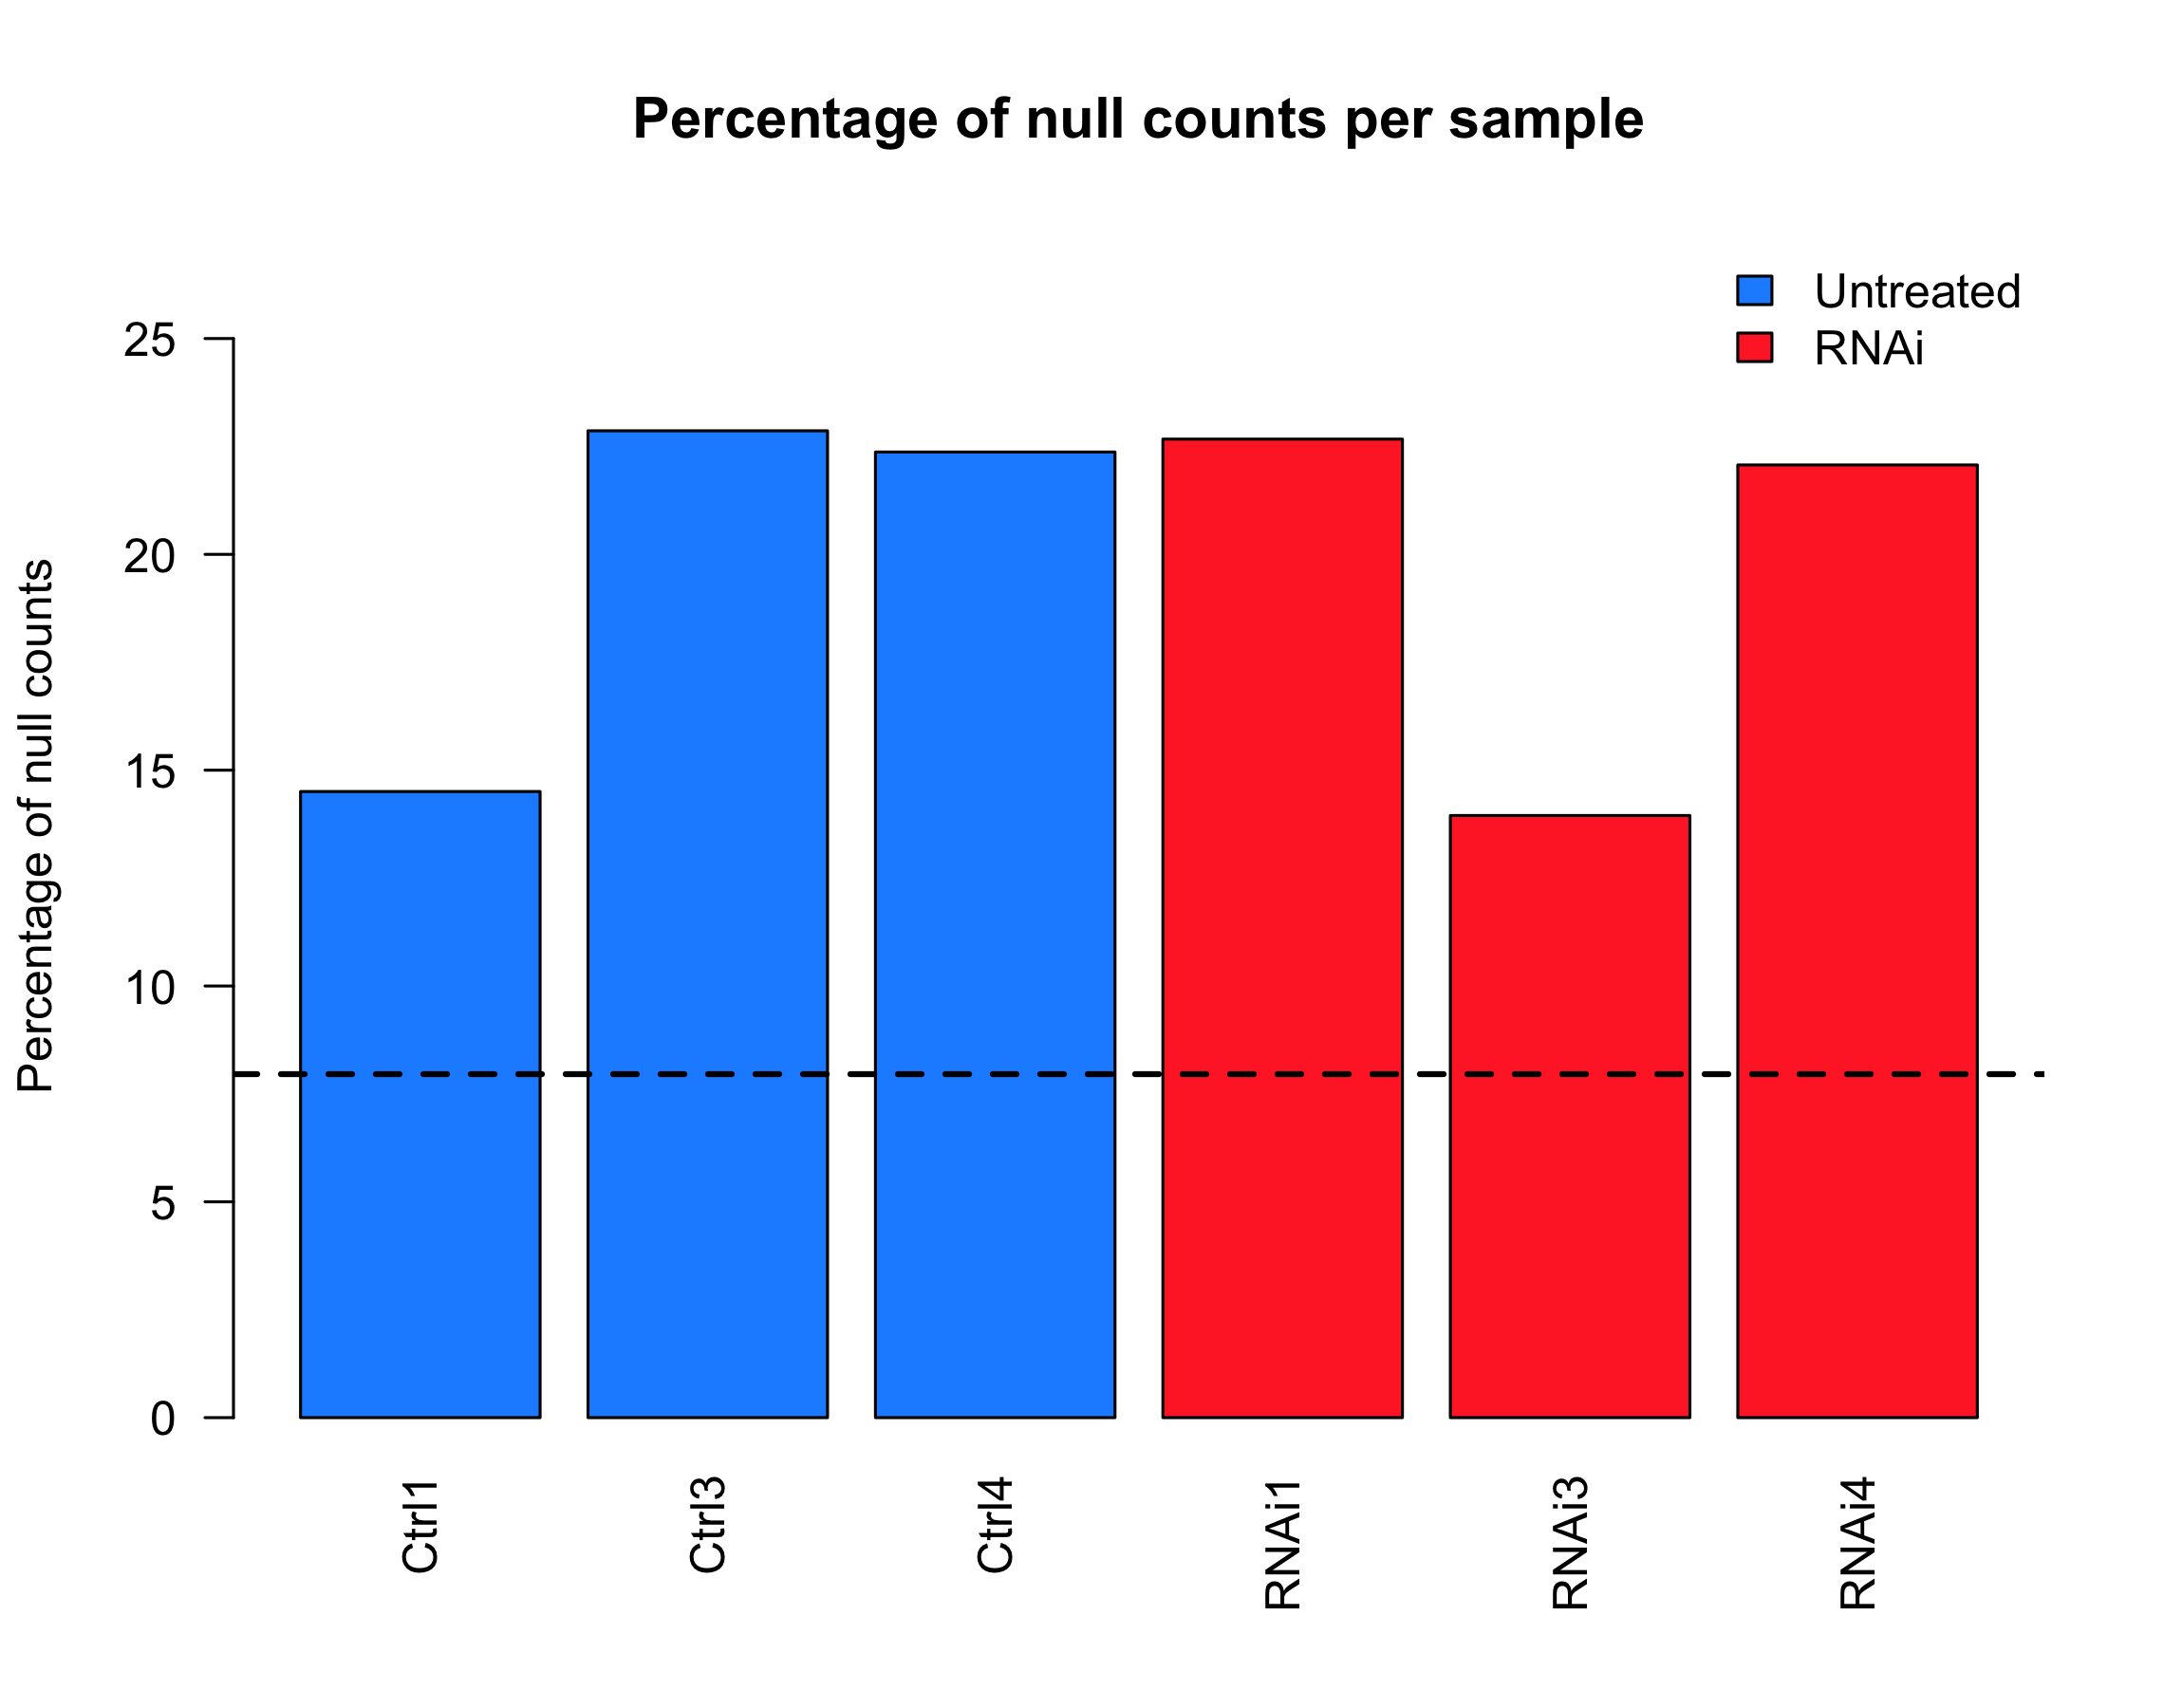 Percentage of null counts per sample
Untreated
RNAi
Percentage of null counts
25
20
15
10
5
0
Ctrl1
Ctrl3
Ctrl4
RNAi1
RNAi3
RNAi4